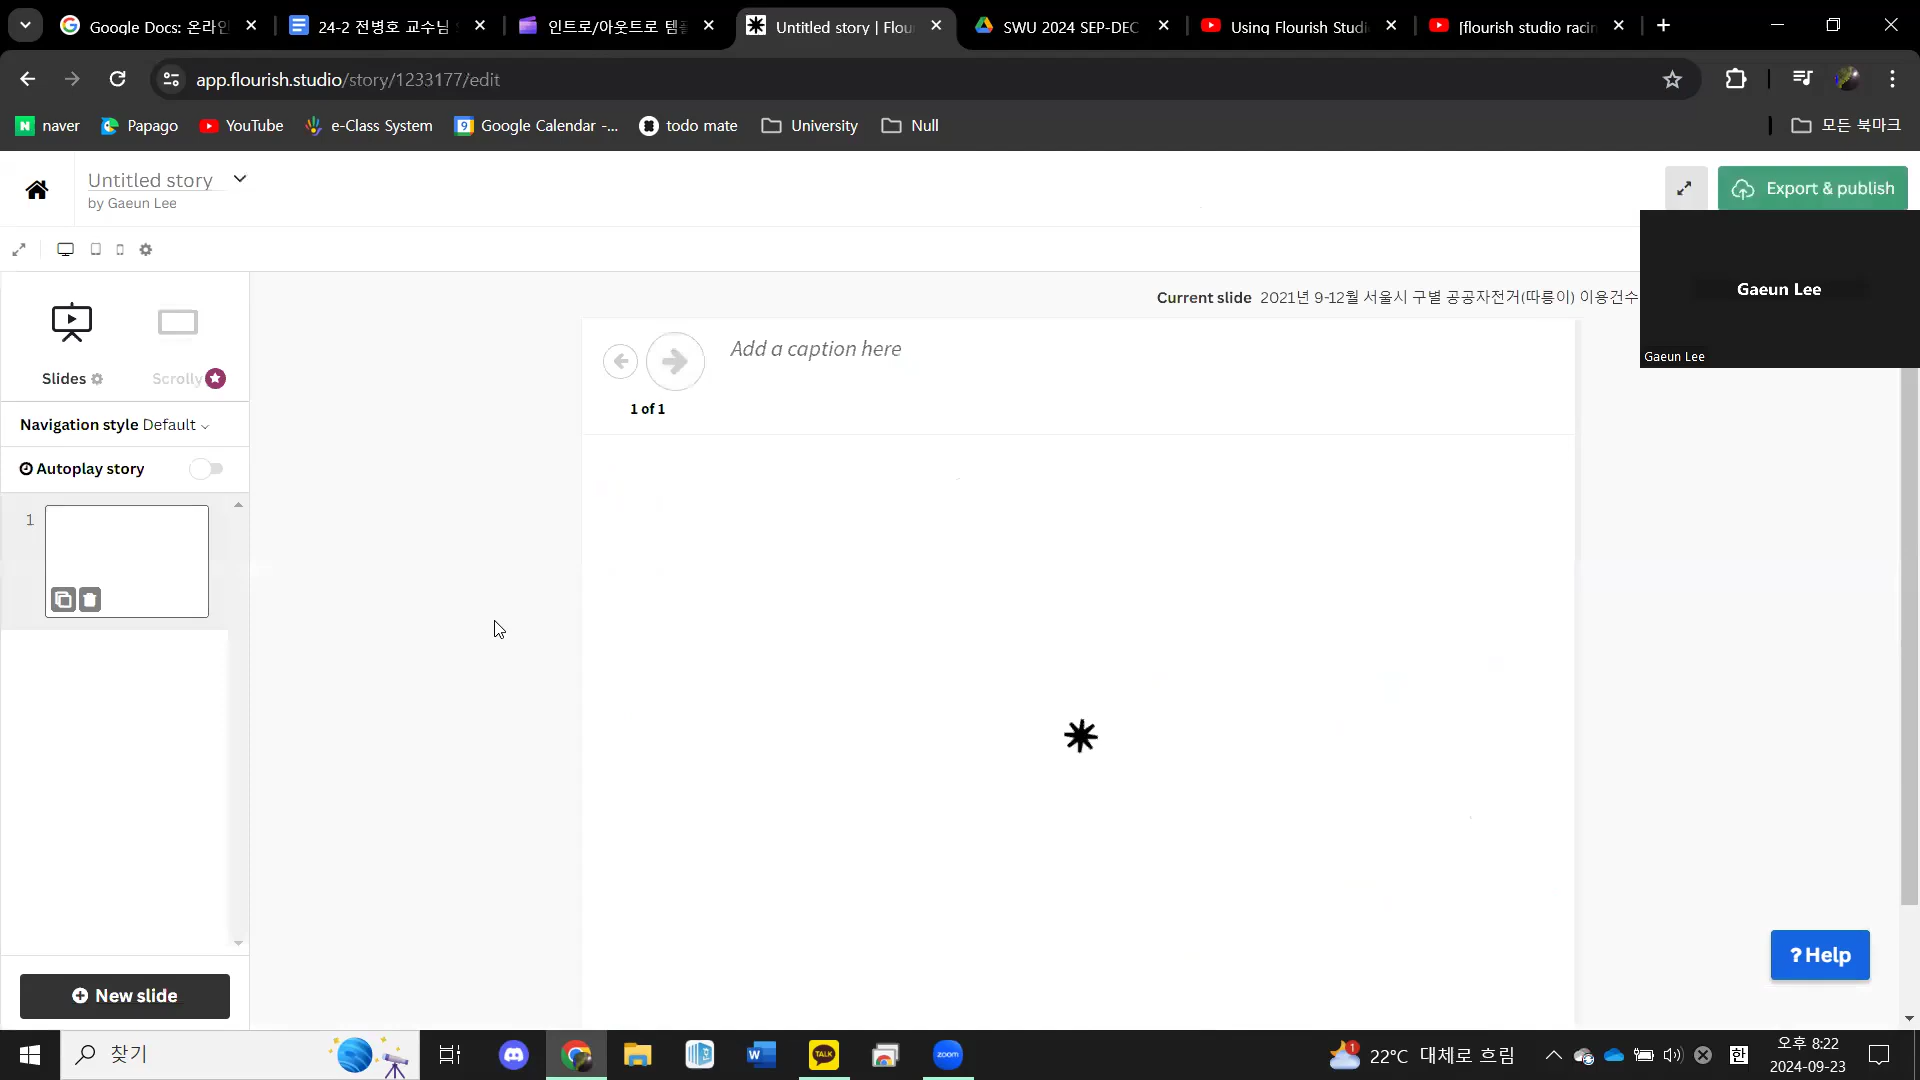 Google Docs: 온라인
24-2 전병호 교수님
인트로/아웃트로 템플
Untitled story | Flou
SWU 2024 SEP-DEC
Using Flourish Studi
[flourish studio racin
app.flourish.studio/story/1233177/edit
naver
Papago
YouTube
e-Class System
Google Calendar -...
todo mate
University
Null
모든 북마크
Untitled story
by Gaeun Lee
Export & publish
Gaeun Lee
Gaeun Lee
Slides
Scrolly
Current slide 2021년 9-12월 서울시 구별 공공자전거(따릉이) 이용건수
Add a caption here
1 of 1
Navigation style Default
Autoplay story
1
? Help
New slide
찾기
W
TALK
zoom
1
22°C 대체로 흐림
한
오후 8:22
2024-09-23